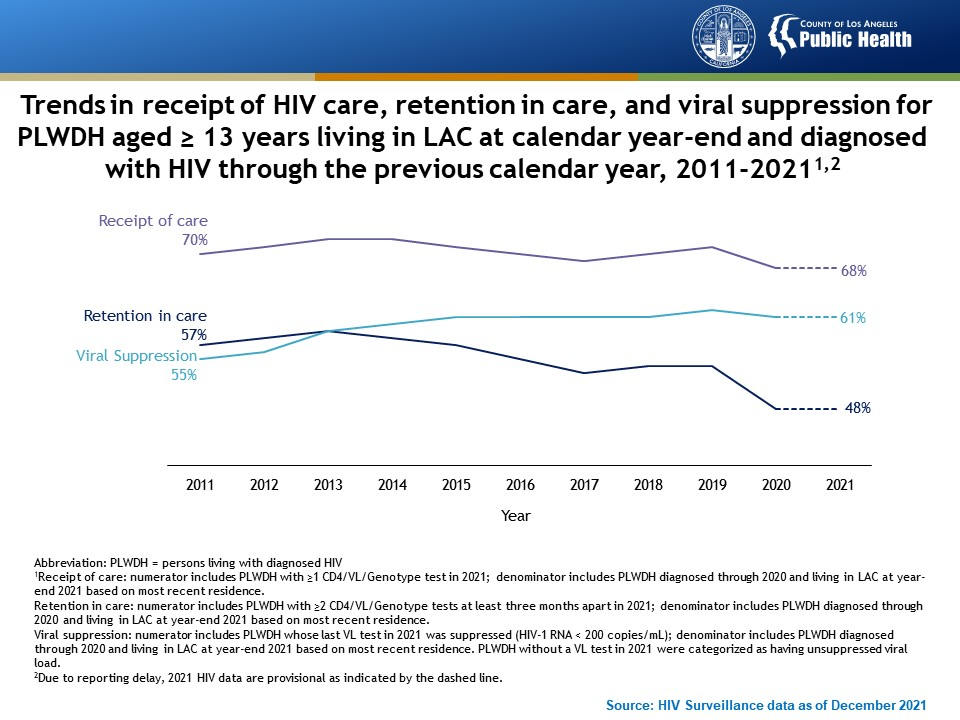 COUNTY OF LOS ANGELES
CALIFORNIA
COUNTY OF LOS ANGELES
Public Health
Trends in receipt of HIV care, retention in care, and viral suppression for
PLWDH aged ≥ 13 years living in LAC at calendar year-end and diagnosed
with HIV through the previous calendar year, 2011-2021¹,²
Receipt of care
70%
68%
Retention in care
57%
61%
Viral Suppression
55%
48%
2011 2012 2013 2014 2015 2016 2017 2018 2019 2020 2021
Year
Abbreviation: PLWDH = persons living with diagnosed HIV
¹Receipt of care: numerator includes PLWDH with ≥1 CD4/VL/Genotype test in 2021; denominator includes PLWDH diagnosed through 2020 and living in LAC at year-
end 2021 based on most recent residence.
Retention in care: numerator includes PLWDH with ≥2 CD4/VL/Genotype tests at least three months apart in 2021; denominator includes PLWDH diagnosed through
2020 and living in LAC at year-end 2021 based on most recent residence.
Viral suppression: numerator includes PLWDH whose last VL test in 2021 was suppressed (HIV-1 RNA < 200 copies/mL); denominator includes PLWDH diagnosed
through 2020 and living in LAC at year-end 2021 based on most recent residence. PLWDH without a VL test in 2021 were categorized as having unsuppressed viral
load.
²Due to reporting delay, 2021 HIV data are provisional as indicated by the dashed line.
Source: HIV Surveillance data as of December 2021